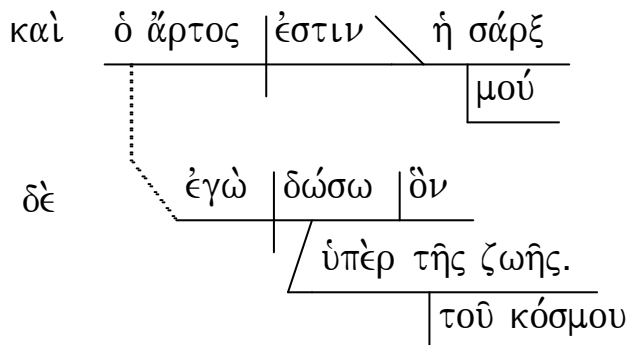 καὶ ὁ ἄρτος ἐστιν ἡ σάρξ
μού
δὲ ἐγὼ δώσω ὃν
ὑπὲρ τῆς ζωῆς.
τοῦ κόσμου